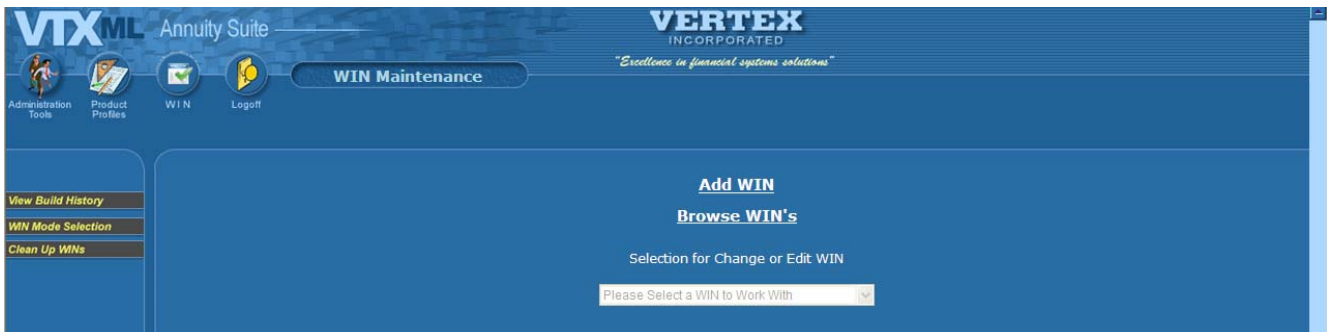 VTXML Annuity Suite
VERTEX
INCORPORATED
"Excellence in financial systems solutions"
WIN Maintenance
Administration Tools
Product Profiles
WIN
Logoff
View Build History
WIN Mode Selection
Clean Up WINs
Add WIN
Browse WIN's
Selection for Change or Edit WIN
Please Select a WIN to Work With